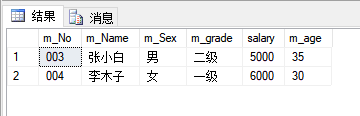 结果 消息
m_No m_Name m_Sex m_grade salary m_age
1 003 张小白 男 二级 5000 35
2 004 李木子 女 一级 6000 30